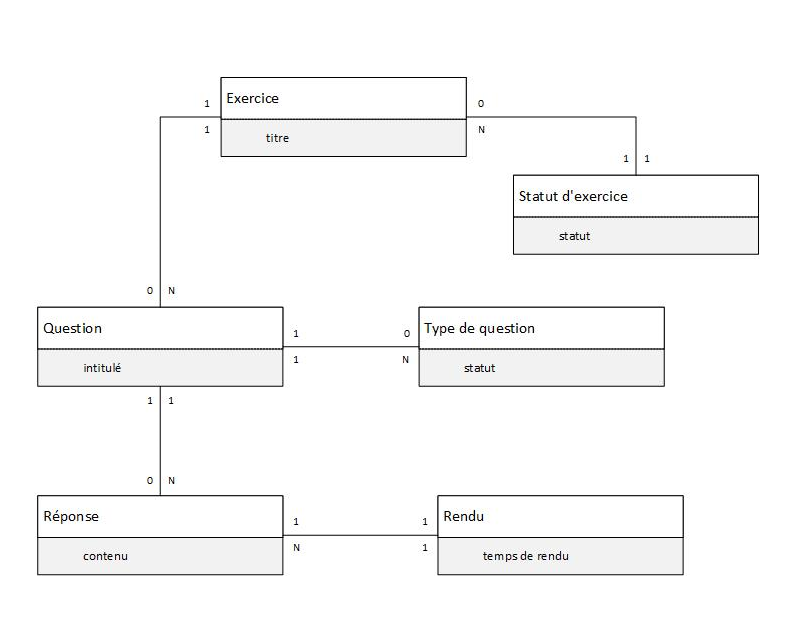 1 Exercice 0
1 titre N
1 1
Statut d'exercice
statut
0 N
Question 1 0 Type de question
intitulé 1 N statut
1 1
0 N
Réponse 1 1 Rendu
contenu N 1 temps de rendu